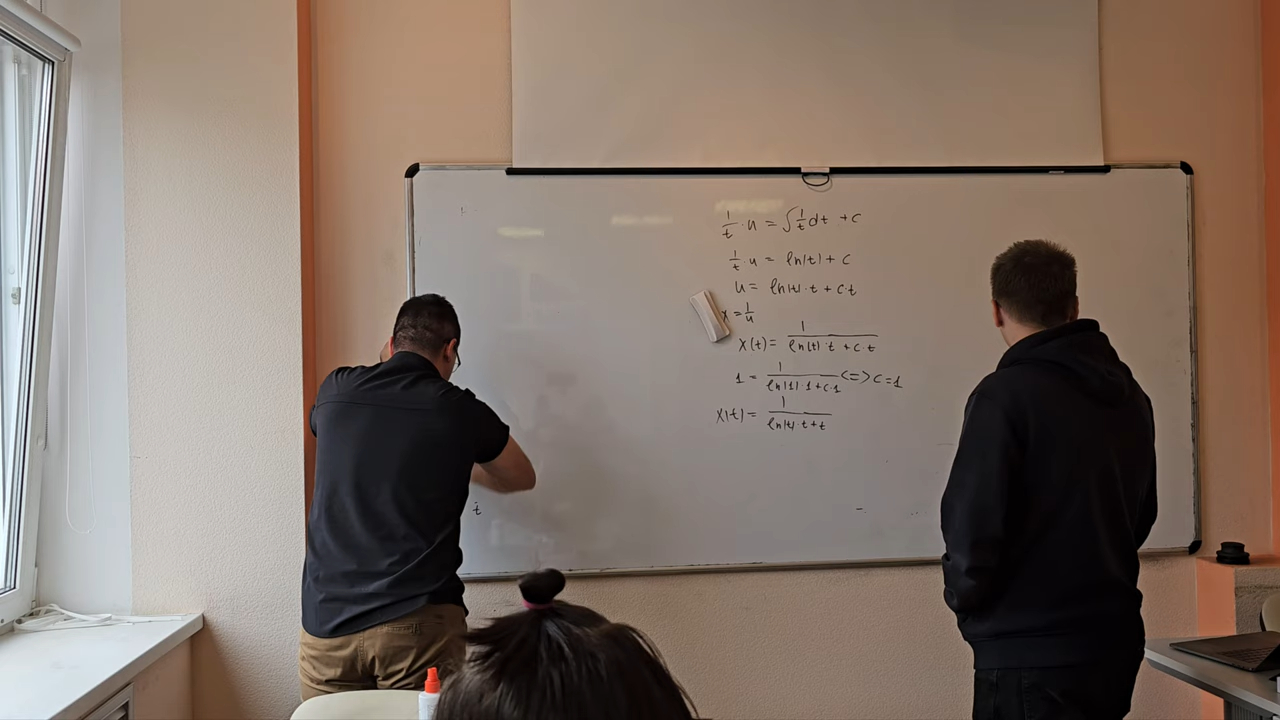 1/t · u = ∫ 1/t dt + c
1/t · u = ln|t| + c
u = ln|t| · t + c·t
x = 1/u
x(t) = 1/(ln(t)·t + c·t)
1 = 1/(ln(1)·1 + c·1) <=> c = 1
x(t) = 1/(ln|t|·t + t)